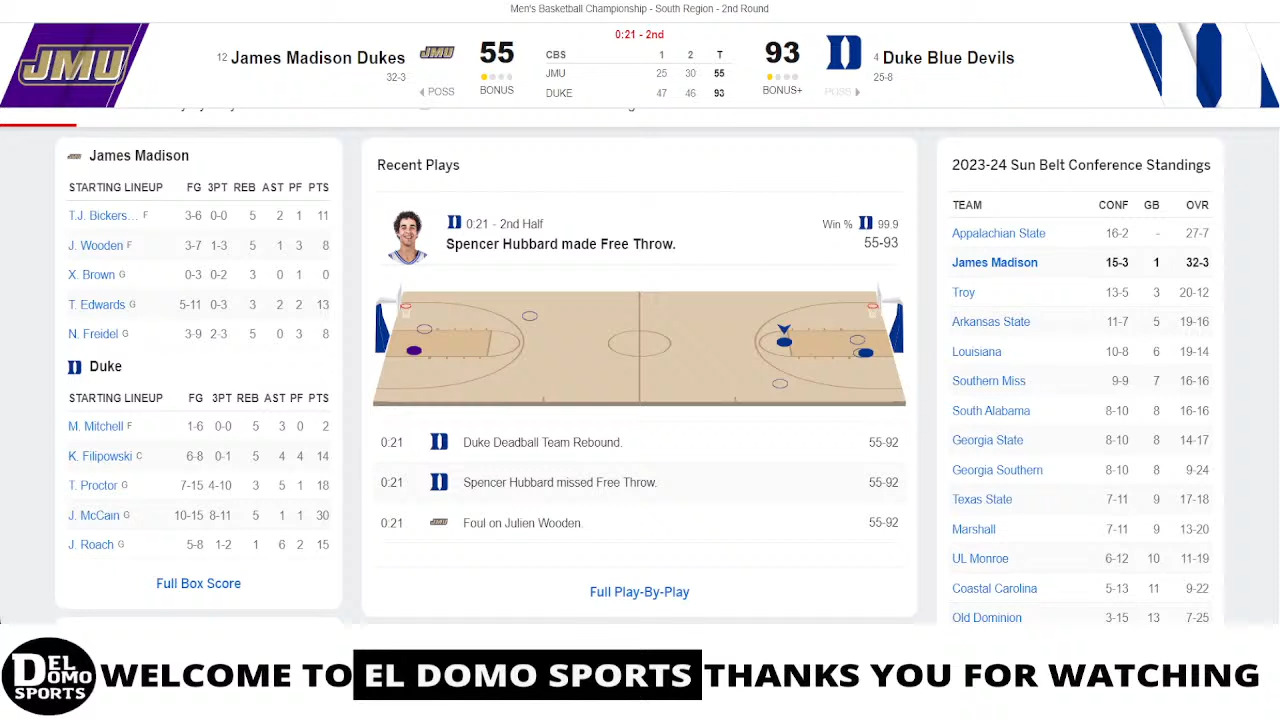 Men's Basketball Championship - South Region - 2nd Round
JMU
12 James Madison Dukes
32-3
JMU
POSS
55
BONUS
0:21 - 2nd
CBS 1 2 T
JMU 25 30 55
DUKE 47 46 93
93
BONUS+
D
POSS
4 Duke Blue Devils
25-8
James Madison
STARTING LINEUP FG 3PT REB AST PF PTS
T.J. Bickers... F 3-6 0-0 5 2 1 11
J. Wooden F 3-7 1-3 5 1 3 8
X. Brown G 0-3 0-2 3 0 1 0
T. Edwards G 5-11 0-3 3 2 2 13
N. Freidel G 3-9 2-3 5 0 3 8
Duke
STARTING LINEUP FG 3PT REB AST PF PTS
M. Mitchell F 1-6 0-0 5 3 0 2
K. Filipowski C 6-8 0-1 5 4 4 14
T. Proctor G 7-15 4-10 3 5 1 18
J. McCain G 10-15 8-11 5 1 1 30
J. Roach G 5-8 1-2 1 6 2 15
Full Box Score
Recent Plays
0:21 - 2nd Half
Spencer Hubbard made Free Throw.
Win % 99.9
55-93
0:21 Duke Deadball Team Rebound. 55-92
0:21 Spencer Hubbard missed Free Throw. 55-92
0:21 JMU Foul on Julien Wooden. 55-92
Full Play-By-Play
2023-24 Sun Belt Conference Standings
TEAM CONF GB OVR
Appalachian State 16-2 - 27-7
James Madison 15-3 1 32-3
Troy 13-5 3 20-12
Arkansas State 11-7 5 19-16
Louisiana 10-8 6 19-14
Southern Miss 9-9 7 16-16
South Alabama 8-10 8 16-16
Georgia State 8-10 8 14-17
Georgia Southern 8-10 8 9-24
Texas State 7-11 9 17-18
Marshall 7-11 9 13-20
UL Monroe 6-12 10 11-19
Coastal Carolina 5-13 11 9-22
Old Dominion 3-15 13 7-25
DEL DOMO SPORTS
WELCOME TO EL DOMO SPORTS THANKS YOU FOR WATCHING